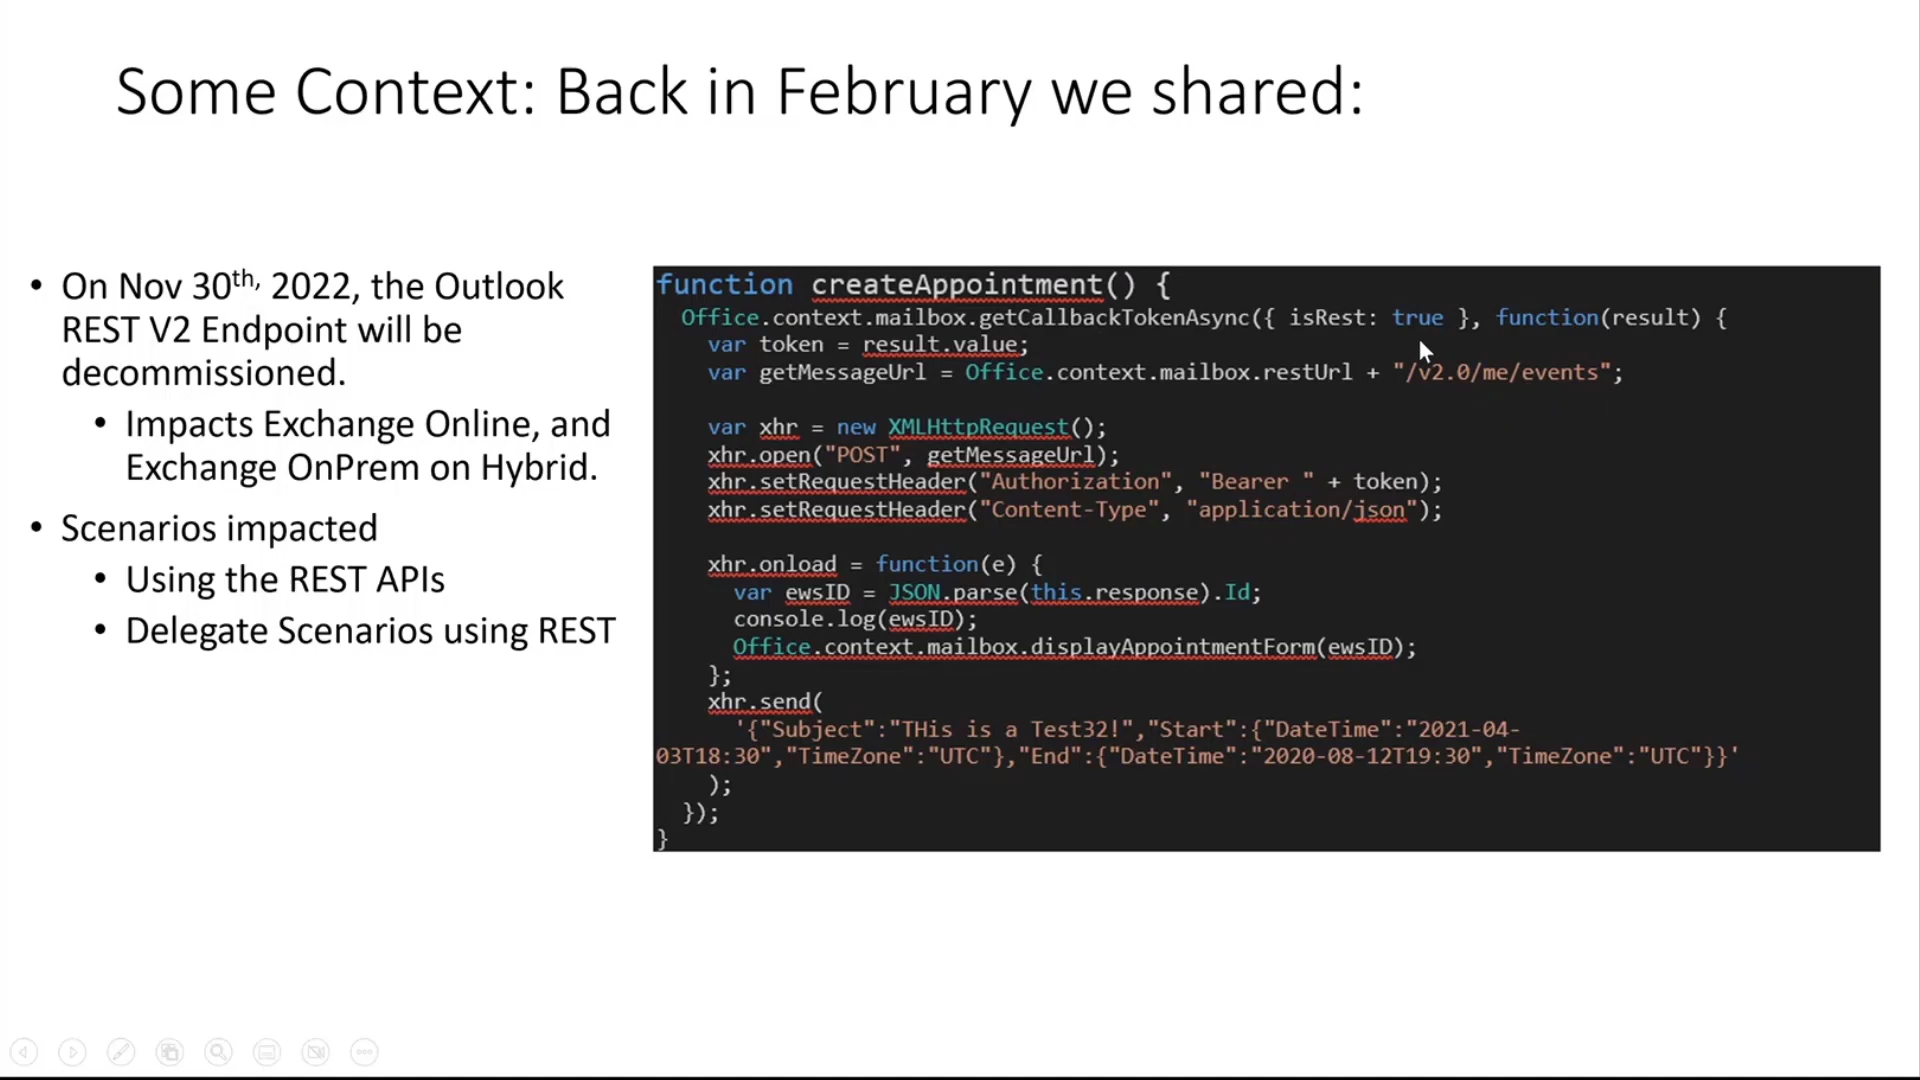 Some Context: Back in February we shared:
• On Nov 30th, 2022, the Outlook
REST V2 Endpoint will be
decommissioned.
• Impacts Exchange Online, and
Exchange OnPrem on Hybrid.
• Scenarios impacted
• Using the REST APIs
• Delegate Scenarios using REST
function createAppointment() {
Office.context.mailbox.getCallbackTokenAsync({ isRest: true }, function(result) {
var token = result.value;
var getMessageUrl = Office.context.mailbox.restUrl + "/v2.0/me/events";
var xhr = new XMLHttpRequest();
xhr.open("POST", getMessageUrl);
xhr.setRequestHeader("Authorization", "Bearer " + token);
xhr.setRequestHeader("Content-Type", "application/json");
xhr.onload = function(e) {
var ewsID = JSON.parse(this.response).Id;
console.log(ewsID);
Office.context.mailbox.displayAppointmentForm(ewsID);
};
xhr.send(
'{"Subject":"THis is a Test32!","Start":{"DateTime":"2021-04-
03T18:30","TimeZone":"UTC"},"End":{"DateTime":"2020-08-12T19:30","TimeZone":"UTC"}}'
);
});
}